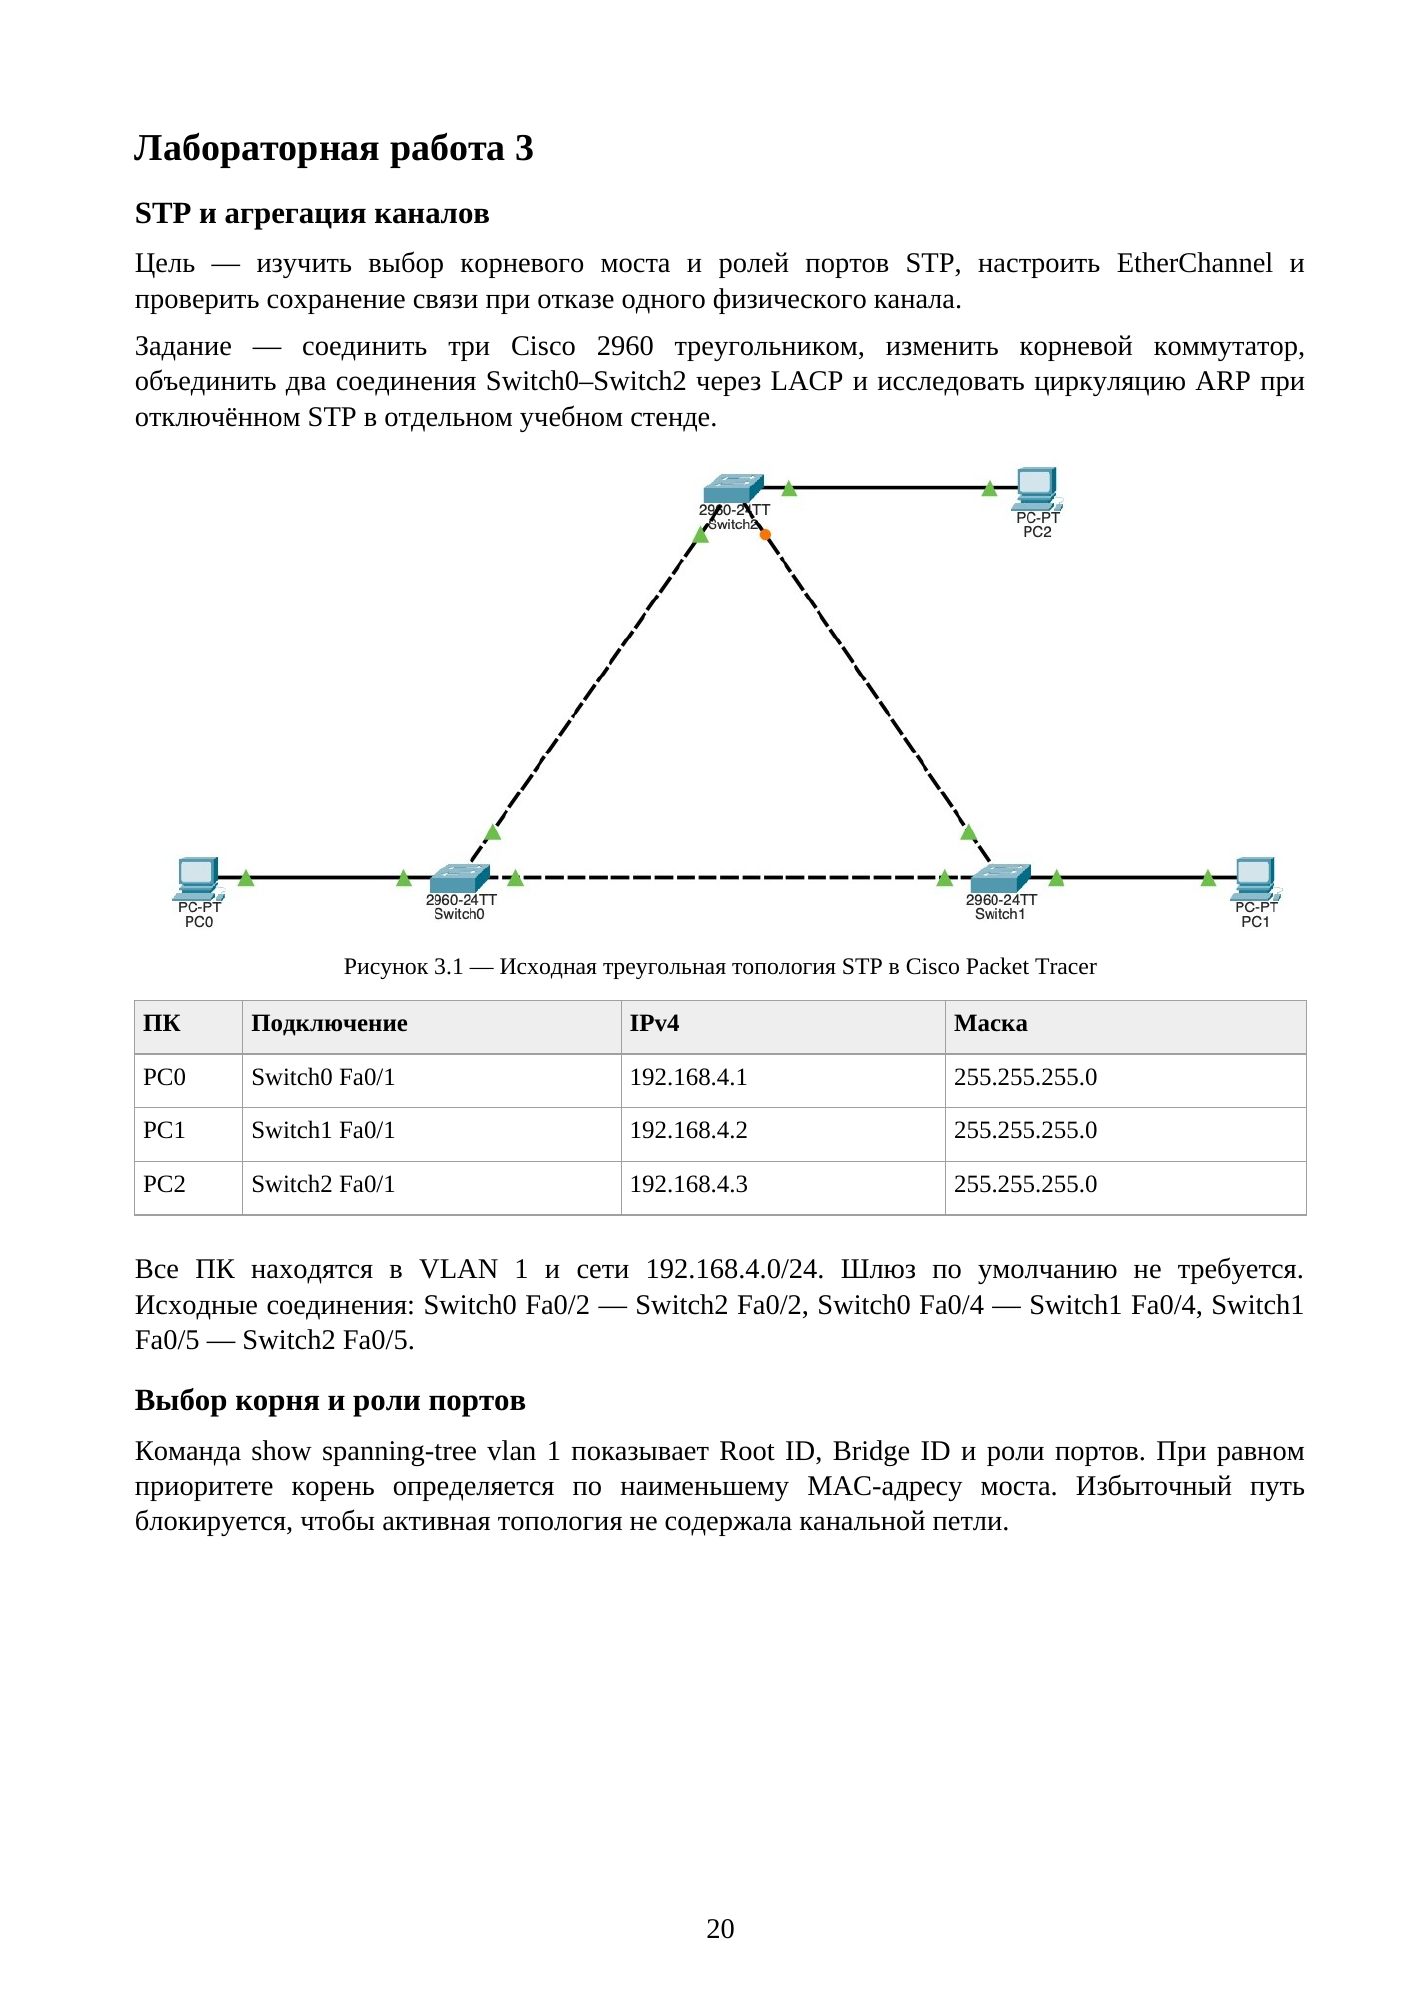 Лабораторная работа 3
STP и агрегация каналов
Цель — изучить выбор корневого моста и ролей портов STP, настроить EtherChannel и
проверить сохранение связи при отказе одного физического канала.
Задание — соединить три Cisco 2960 треугольником, изменить корневой коммутатор,
объединить два соединения Switch0–Switch2 через LACP и исследовать циркуляцию ARP при
отключённом STP в отдельном учебном стенде.
2960-24TT
Switch2
PC-PT
PC2
PC-PT
PC0
2960-24TT
Switch0
2960-24TT
Switch1
PC-PT
PC1
Рисунок 3.1 — Исходная треугольная топология STP в Cisco Packet Tracer
ПК Подключение IPv4 Маска
PC0 Switch0 Fa0/1 192.168.4.1 255.255.255.0
PC1 Switch1 Fa0/1 192.168.4.2 255.255.255.0
PC2 Switch2 Fa0/1 192.168.4.3 255.255.255.0
Все ПК находятся в VLAN 1 и сети 192.168.4.0/24. Шлюз по умолчанию не требуется.
Исходные соединения: Switch0 Fa0/2 — Switch2 Fa0/2, Switch0 Fa0/4 — Switch1 Fa0/4, Switch1
Fa0/5 — Switch2 Fa0/5.
Выбор корня и роли портов
Команда show spanning-tree vlan 1 показывает Root ID, Bridge ID и роли портов. При равном
приоритете корень определяется по наименьшему MAC-адресу моста. Избыточный путь
блокируется, чтобы активная топология не содержала канальной петли.
20